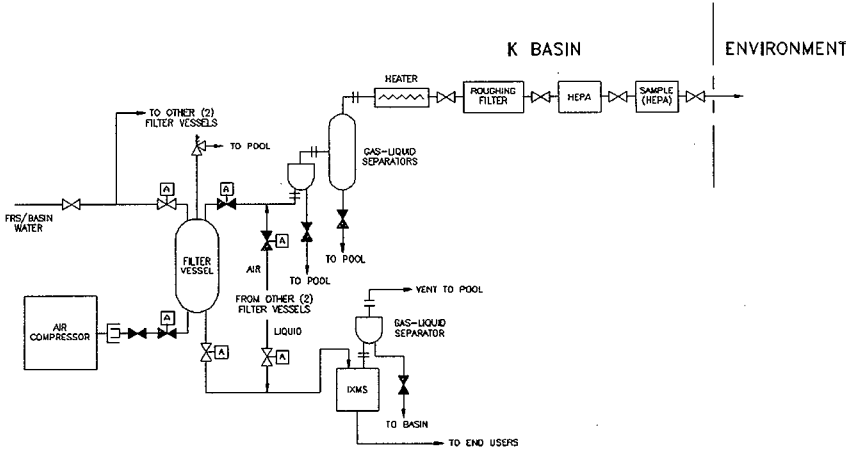 K BASIN
ENVIRONMENT
HEATER
ROUGHING
FILTER
HEPA
SAMPLE
(HEPA)
TO OTHER (2)
FILTER VESSELS
TO POOL
GAS-LIQUID
SEPARATORS
A
A
FRS/BASIN
WATER
FILTER
VESSEL
A
AIR
TO POOL
TO POOL
FROM OTHER (2)
FILTER VESSELS
VENT TO POOL
AIR
COMPRESSOR
A
LIQUID
GAS-LIQUID
SEPARATOR
A
A
IXMS
TO BASIN
TO END USERS